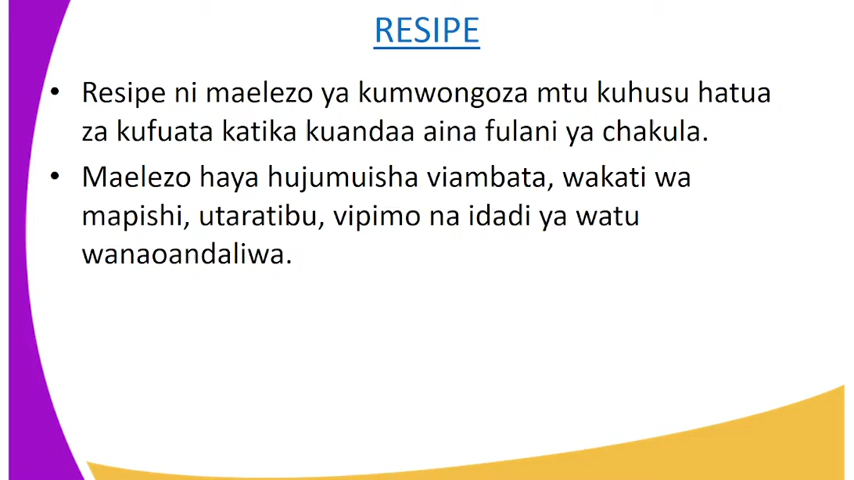 RESIPE
• Resipe ni maelezo ya kumwongoza mtu kuhusu hatua
za kufuata katika kuandaa aina fulani ya chakula.
• Maelezo haya hujumuisha viambata, wakati wa
mapishi, utaratibu, vipimo na idadi ya watu
wanaoandaliwa.